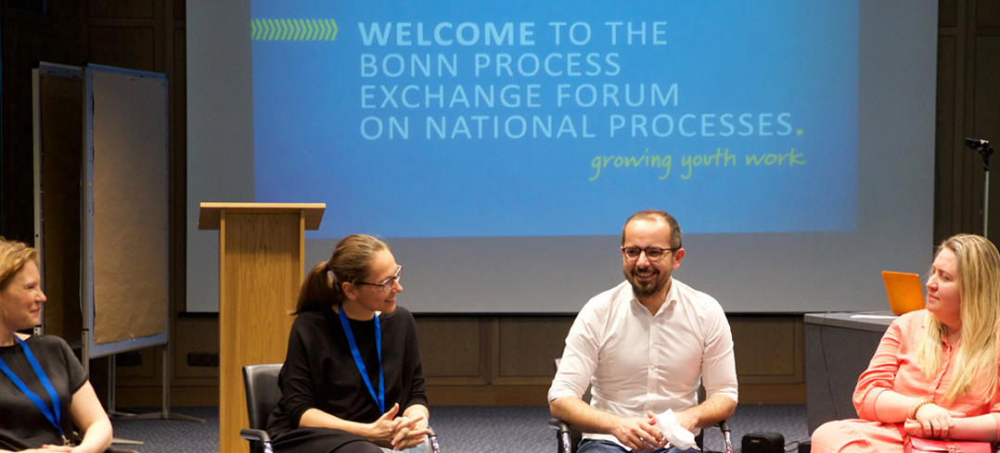 WELCOME TO THE
BONN PROCESS
EXCHANGE FORUM
ON NATIONAL PROCESSES.
growing youth work